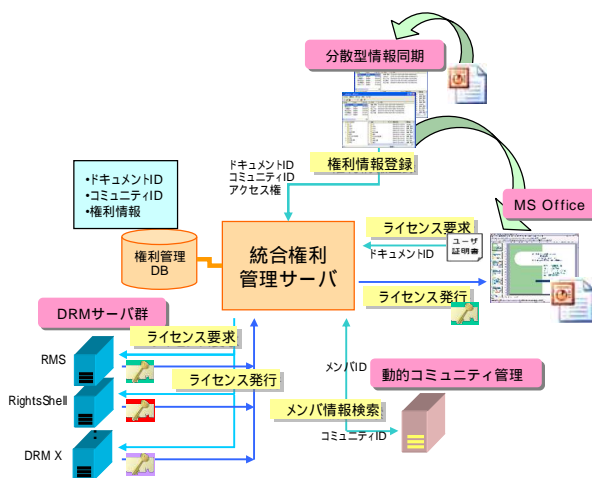 分散型情報同期
権利情報登録
ドキュメントID
コミュニティID
アクセス権
•ドキュメントID
•コミュニティID
•権利情報
MS Office
ライセンス要求
ユーザ
証明書
ドキュメントID
権利管理
DB
統合権利
管理サーバ
ライセンス発行
DRMサーバ群
ライセンス要求
RMS
ライセンス発行
メンバID
動的コミュニティ管理
RightsShell
メンバ情報検索
コミュニティID
DRM X